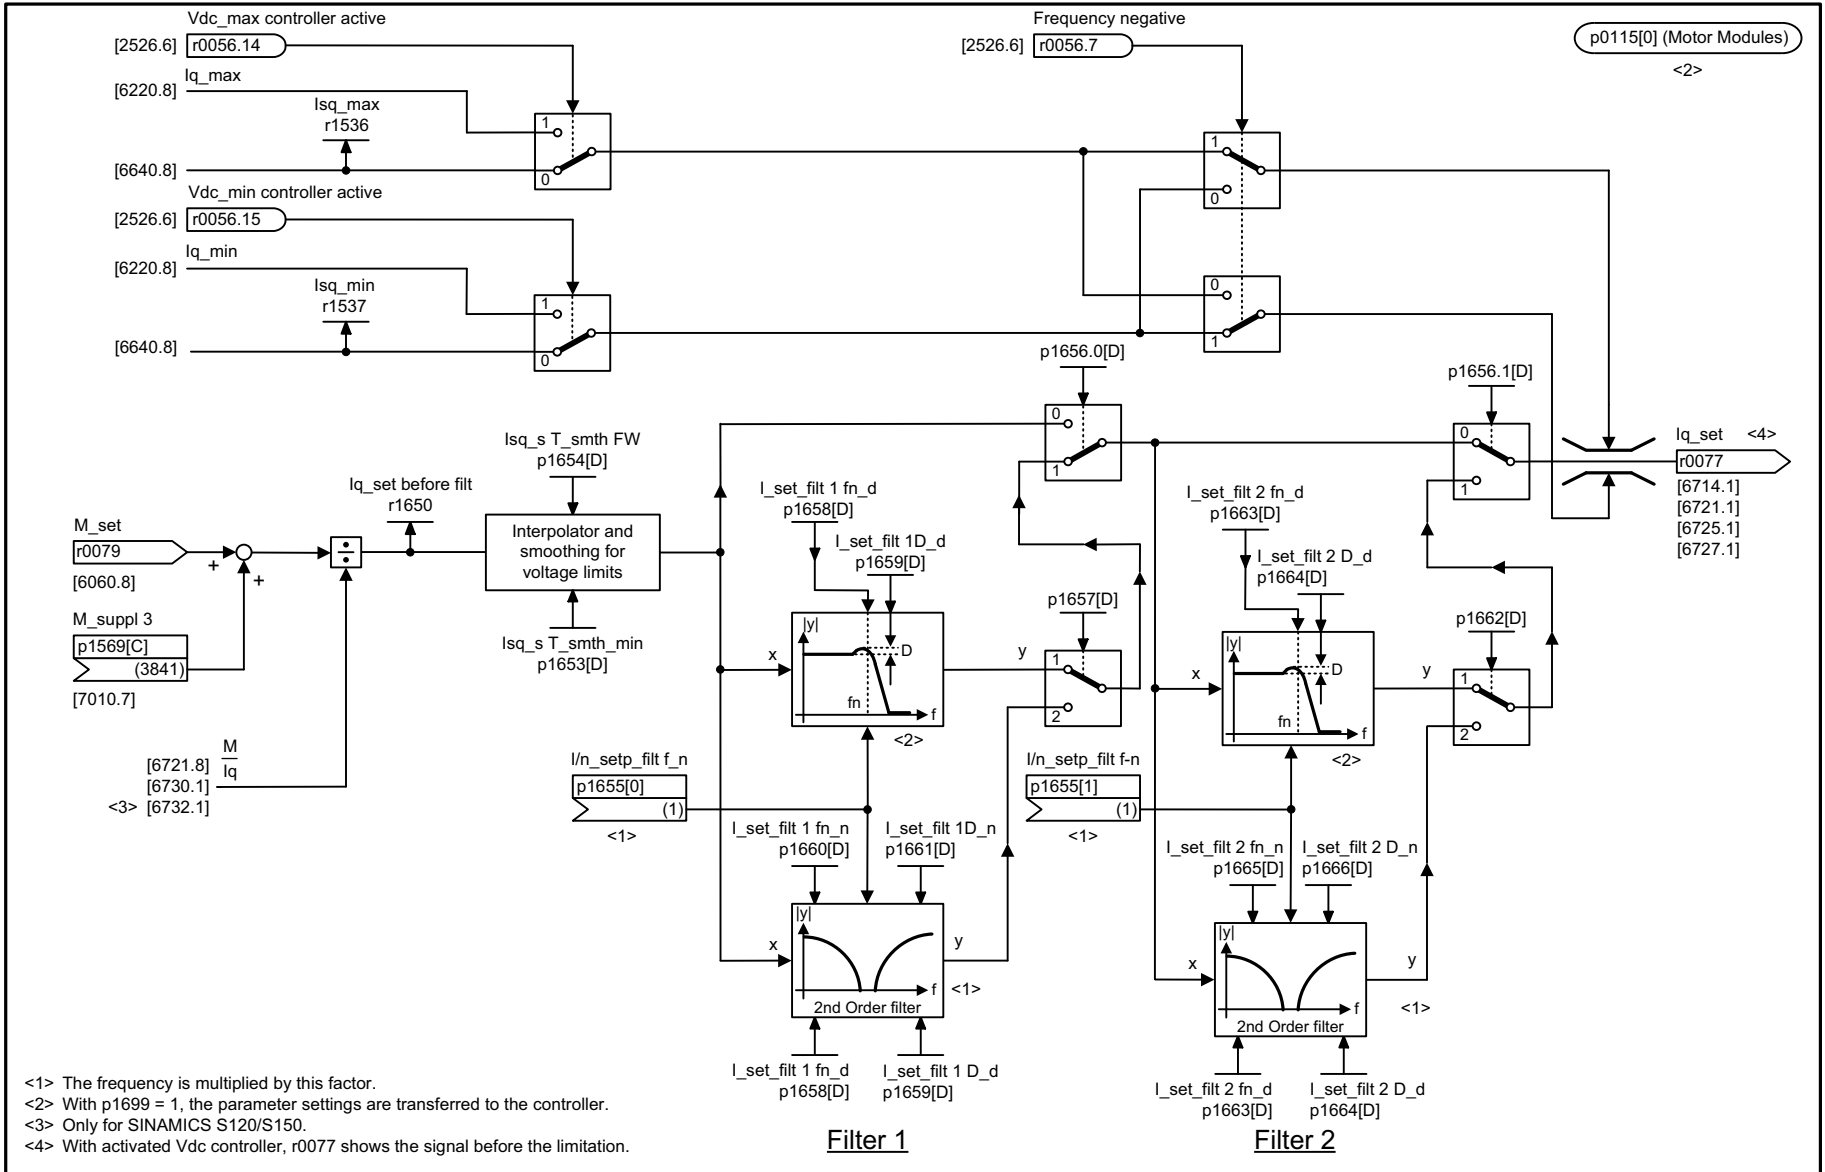 Vdc_max controller active
[2526.6] r0056.14
Iq_max
[6220.8]
Isq_max
r1536
[6640.8]
1
0
Vdc_min controller active
[2526.6] r0056.15
Iq_min
[6220.8]
Isq_min
r1537
[6640.8]
1
0
Frequency negative
[2526.6] r0056.7
1
0
0
1
p0115[0] (Motor Modules)
<2>
p1656.0[D]
0
1
p1656.1[D]
0
1
Iq_set <4>
r0077
[6714.1]
[6721.1]
[6725.1]
[6727.1]
Isq_s T_smth FW
p1654[D]
Iq_set before filt
r1650
M_set
r0079
[6060.8]
+
+
÷
Interpolator and
smoothing for
voltage limits
Isq_s T_smth_min
p1653[D]
M_suppl 3
p1569[C]
(3841)
[7010.7]
M
Iq
[6721.8]
[6730.1]
<3> [6732.1]
I_set_filt 1 fn_d
p1658[D]
I_set_filt 1D_d
p1659[D]
x
|y|
D
fn
f
y
<2>
p1657[D]
1
2
I/n_setp_filt f_n
p1655[0]
(1)
<1>
I_set_filt 1 fn_n
p1660[D]
I_set_filt 1D_n
p1661[D]
x
|y|
f
2nd Order filter
y
<1>
I_set_filt 1 fn_d
p1658[D]
I_set_filt 1 D_d
p1659[D]
I_set_filt 2 fn_d
p1663[D]
I_set_filt 2 D_d
p1664[D]
x
|y|
D
fn
f
y
<2>
p1662[D]
1
2
I/n_setp_filt f-n
p1655[1]
(1)
<1>
I_set_filt 2 fn_n
p1665[D]
I_set_filt 2 D_n
p1666[D]
x
|y|
f
2nd Order filter
y
<1>
I_set_filt 2 fn_d
p1663[D]
I_set_filt 2 D_d
p1664[D]
<1> The frequency is multiplied by this factor.
<2> With p1699 = 1, the parameter settings are transferred to the controller.
<3> Only for SINAMICS S120/S150.
<4> With activated Vdc controller, r0077 shows the signal before the limitation.
Filter 1
Filter 2